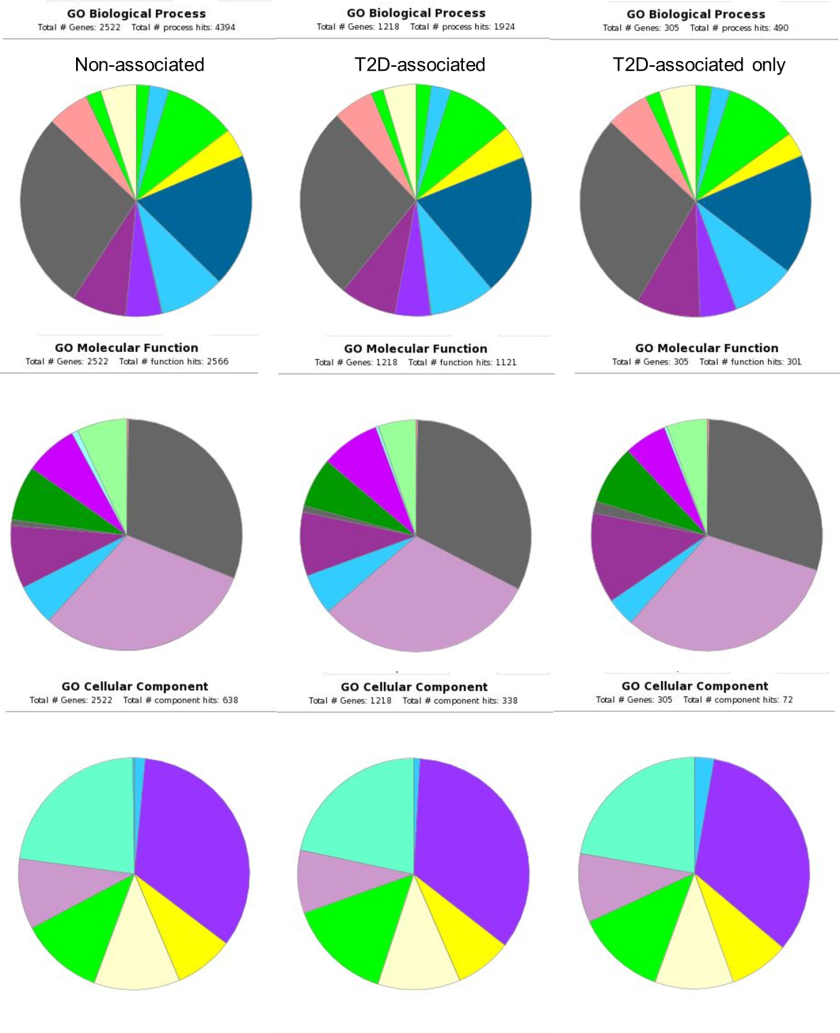 GO Biological Process
Total # Genes: 2522 Total # process hits: 4394
GO Biological Process
Total # Genes: 1218 Total # process hits: 1924
GO Biological Process
Total # Genes: 305 Total # process hits: 490
Non-associated
T2D-associated
T2D-associated only
GO Molecular Function
Total # Genes: 2522 Total # function hits: 2566
GO Molecular Function
Total # Genes: 1218 Total # function hits: 1121
GO Molecular Function
Total # Genes: 305 Total # function hits: 301
GO Cellular Component
Total # Genes: 2522 Total # component hits: 638
GO Cellular Component
Total # Genes: 1218 Total # component hits: 338
GO Cellular Component
Total # Genes: 305 Total # component hits: 72